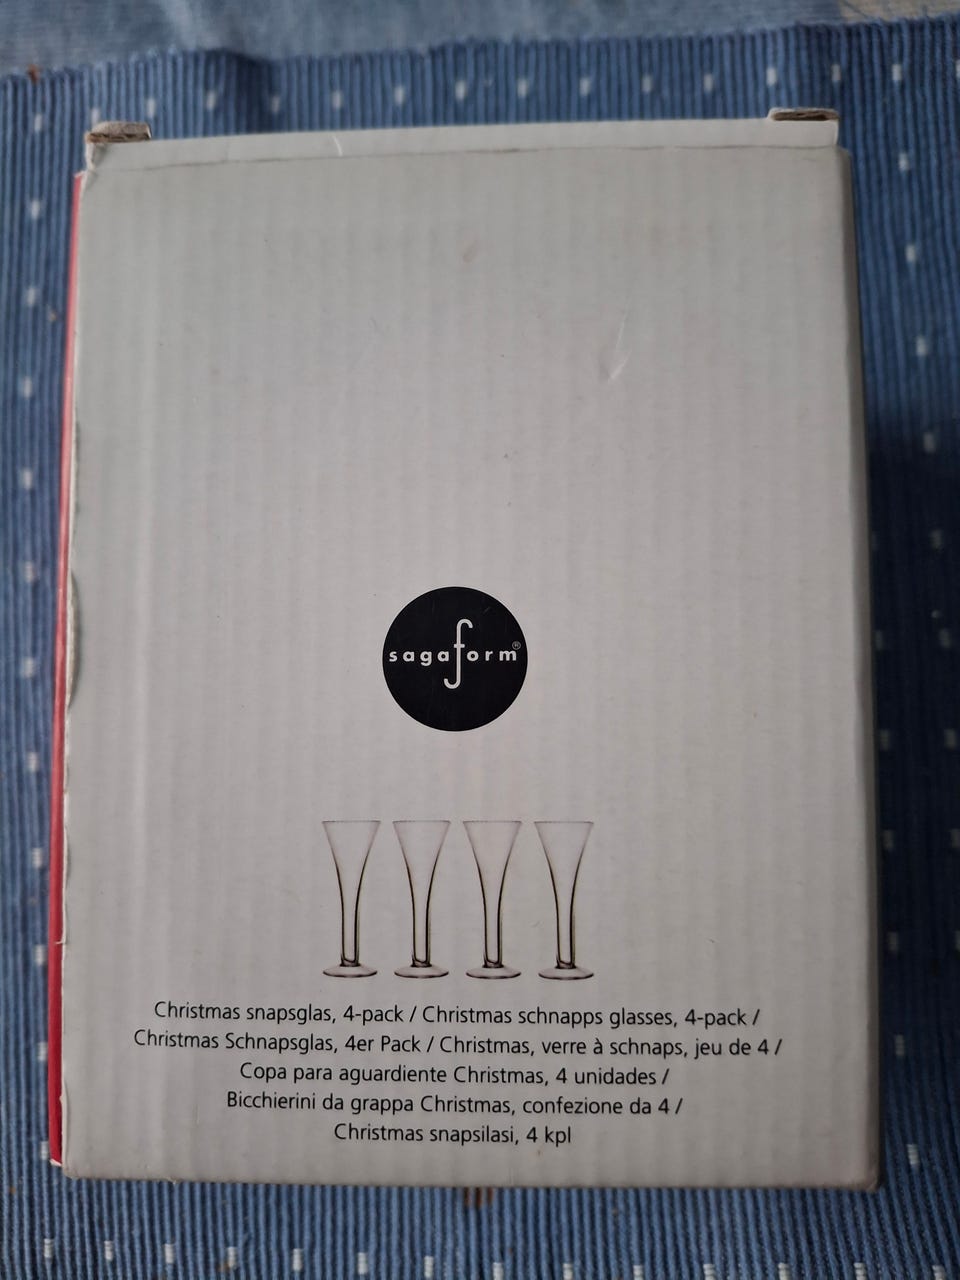 sagaform®
Christmas snapsglas, 4-pack / Christmas schnapps glasses, 4-pack /
Christmas Schnapsglas, 4er Pack / Christmas, verre à schnaps, jeu de 4 /
Copa para aguardiente Christmas, 4 unidades /
Bicchierini da grappa Christmas, confezione da 4 /
Christmas snapsilasi, 4 kpl